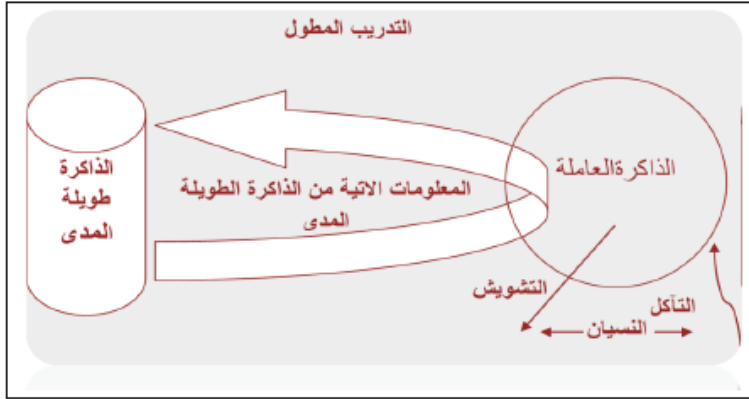 التدريب المطول
الذاكرة
طويلة
المدى
المعلومات الاتية من الذاكرة الطويلة
المدى
الذاكرةالعاملة
التشويش
التآكل
النسيان